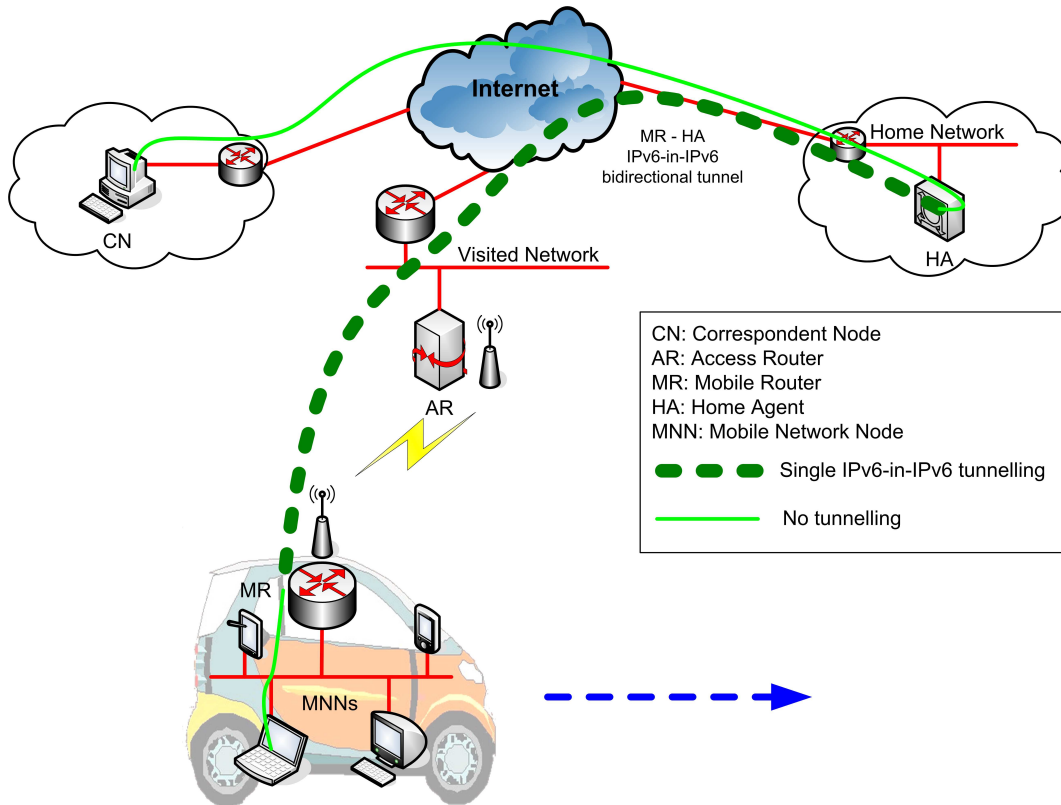 Internet
MR - HA
IPv6-in-IPv6
bidirectional tunnel
Home Network
CN
HA
Visited Network
AR
CN: Correspondent Node
AR: Access Router
MR: Mobile Router
HA: Home Agent
MNN: Mobile Network Node
Single IPv6-in-IPv6 tunnelling
No tunnelling
MR
MNNs